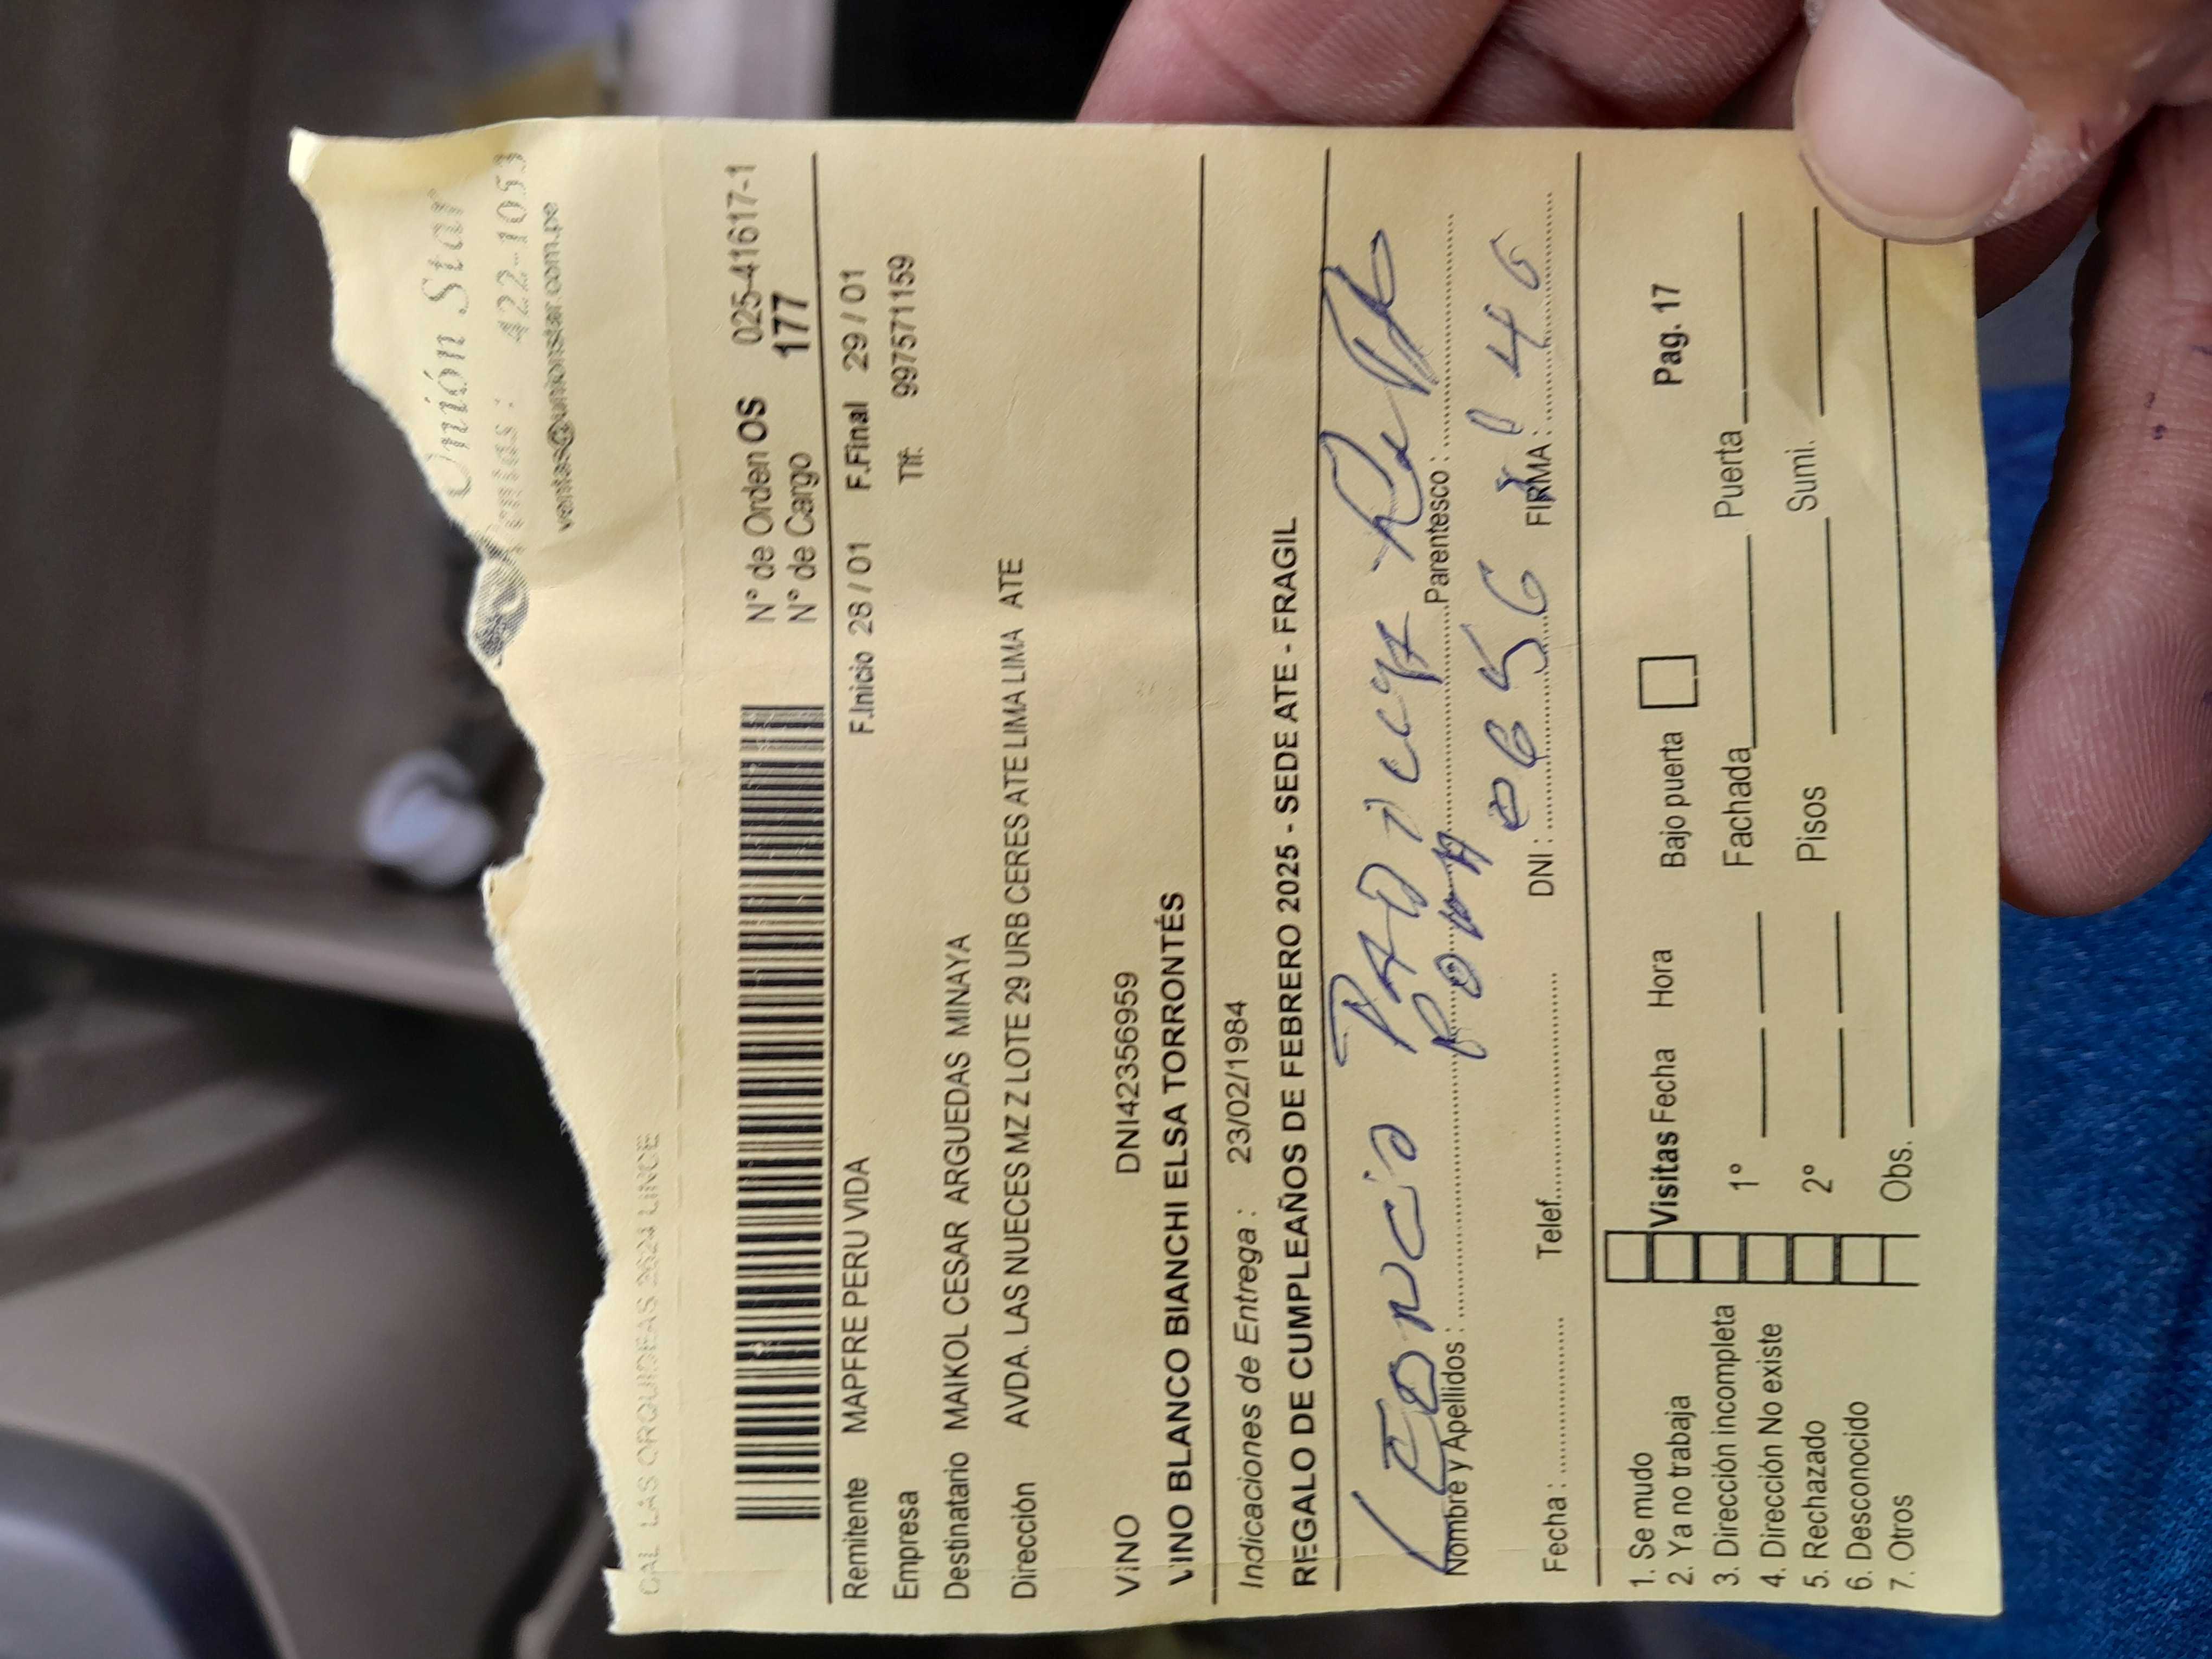 Unión Star
422-1053
ventas@unionstar.com.pe
CAL LAS ORQUIDEAS 2624 LINCE
N° de Orden OS 025-41617-1
N° de Cargo 177
F.Inicio 28 / 01 F.Final 29 / 01
Remitente MAPFRE PERU VIDA
Tlf: 997571159
Empresa
Destinatario MAIKOL CESAR ARGUEDAS MINAYA
Dirección AVDA. LAS NUECES MZ Z LOTE 29 URB CERES ATE LIMA LIMA ATE
DNI42356959
VINO
VINO BLANCO BIANCHI ELSA TORRONTÉS
Indicaciones de Entrega : 23/02/1984
REGALO DE CUMPLEAÑOS DE FEBRERO 2025 - SEDE ATE - FRAGIL
LEONCIO
Nombre y Apellidos : Parentesco :
POMA
Fecha : Telef. DNI : FIRMA :
1. Se mudo
2. Ya no trabaja
3. Dirección incompleta
4. Dirección No existe
5. Rechazado
6. Desconocido
7. Otros
Visitas Fecha Hora Bajo puerta Pag. 17
1° Fachada Puerta
2° Pisos Sumi.
Obs.